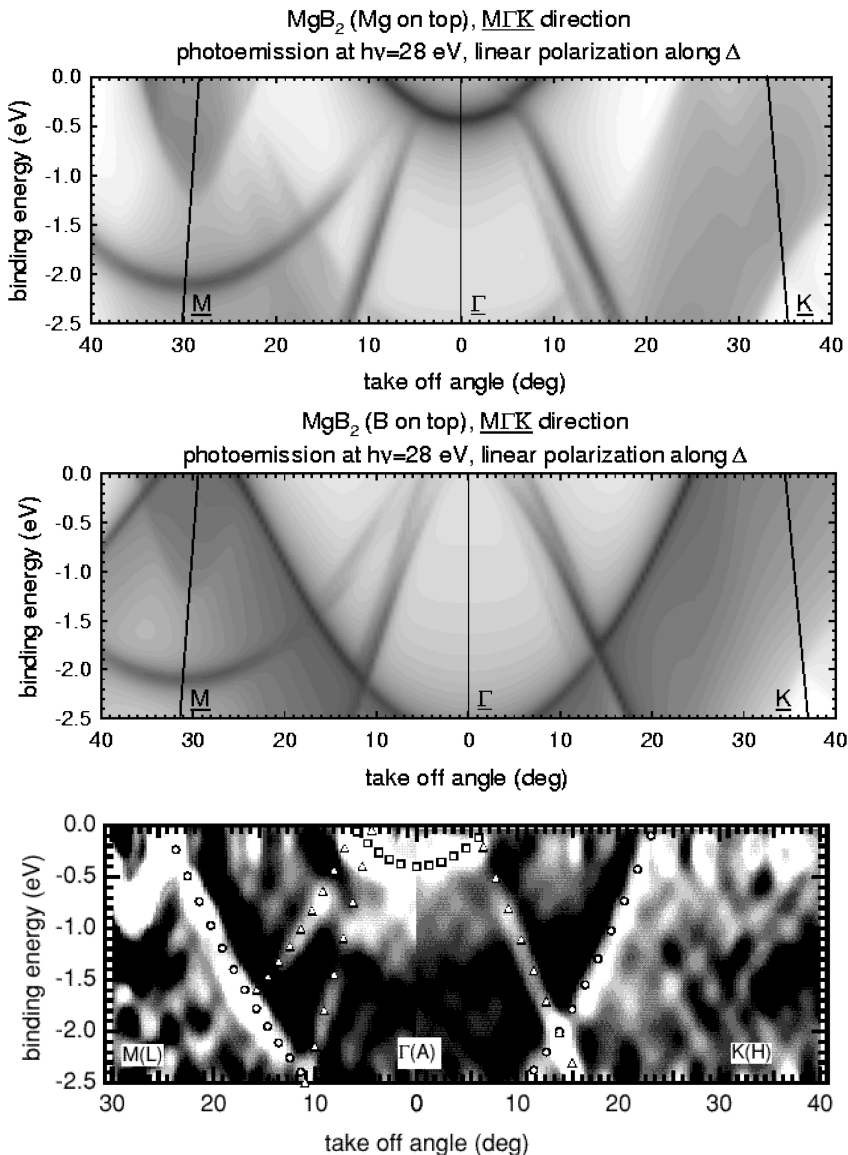 MgB2 (Mg on top), MΓK direction
photoemission at hν=28 eV, linear polarization along Δ
binding energy (eV)
0.0
-0.5
-1.0
-1.5
-2.0
-2.5
M
Γ
K
40 30 20 10 0 10 20 30 40
take off angle (deg)
MgB2 (B on top), MΓK direction
photoemission at hν=28 eV, linear polarization along Δ
binding energy (eV)
0.0
-0.5
-1.0
-1.5
-2.0
-2.5
M
Γ
K
40 30 20 10 0 10 20 30 40
take off angle (deg)
binding energy (eV)
0.0
-0.5
-1.0
-1.5
-2.0
-2.5
M(L)
Γ(A)
K(H)
30 20 10 0 10 20 30 40
take off angle (deg)